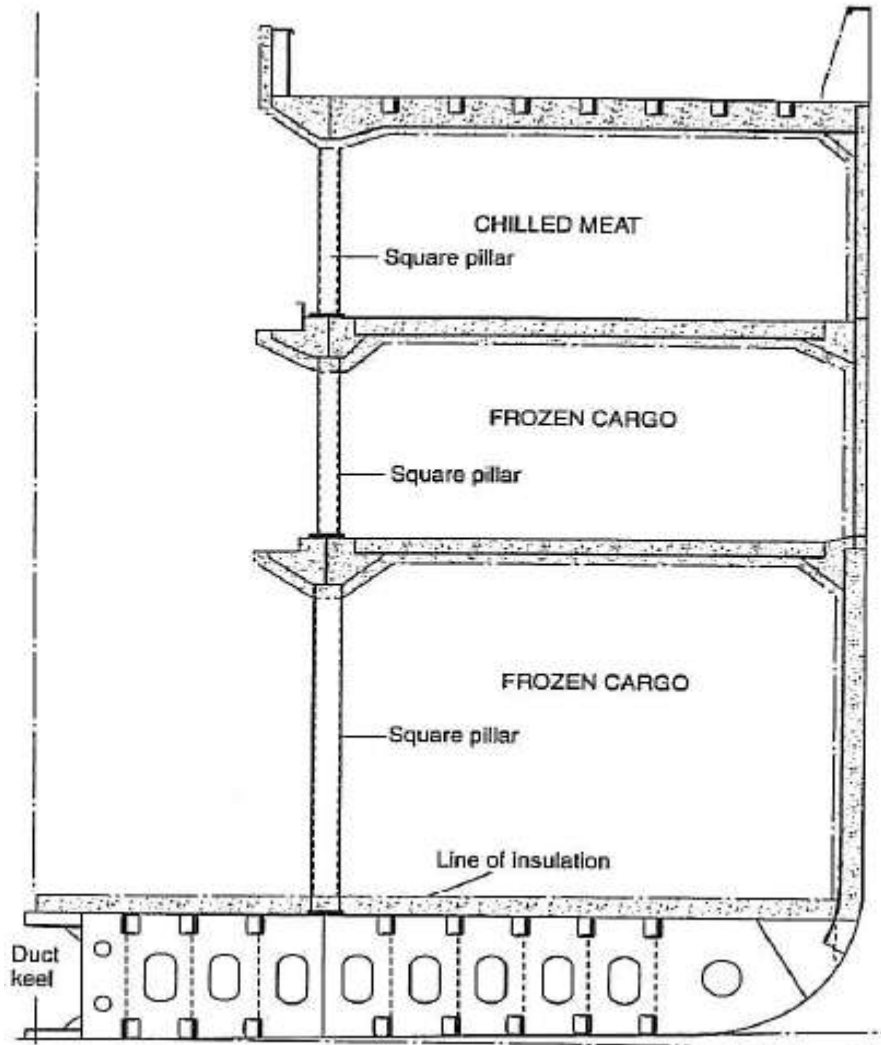 CHILLED MEAT
Square pillar
FROZEN CARGO
Square pillar
FROZEN CARGO
Square pillar
Line of insulation
Duct
keel